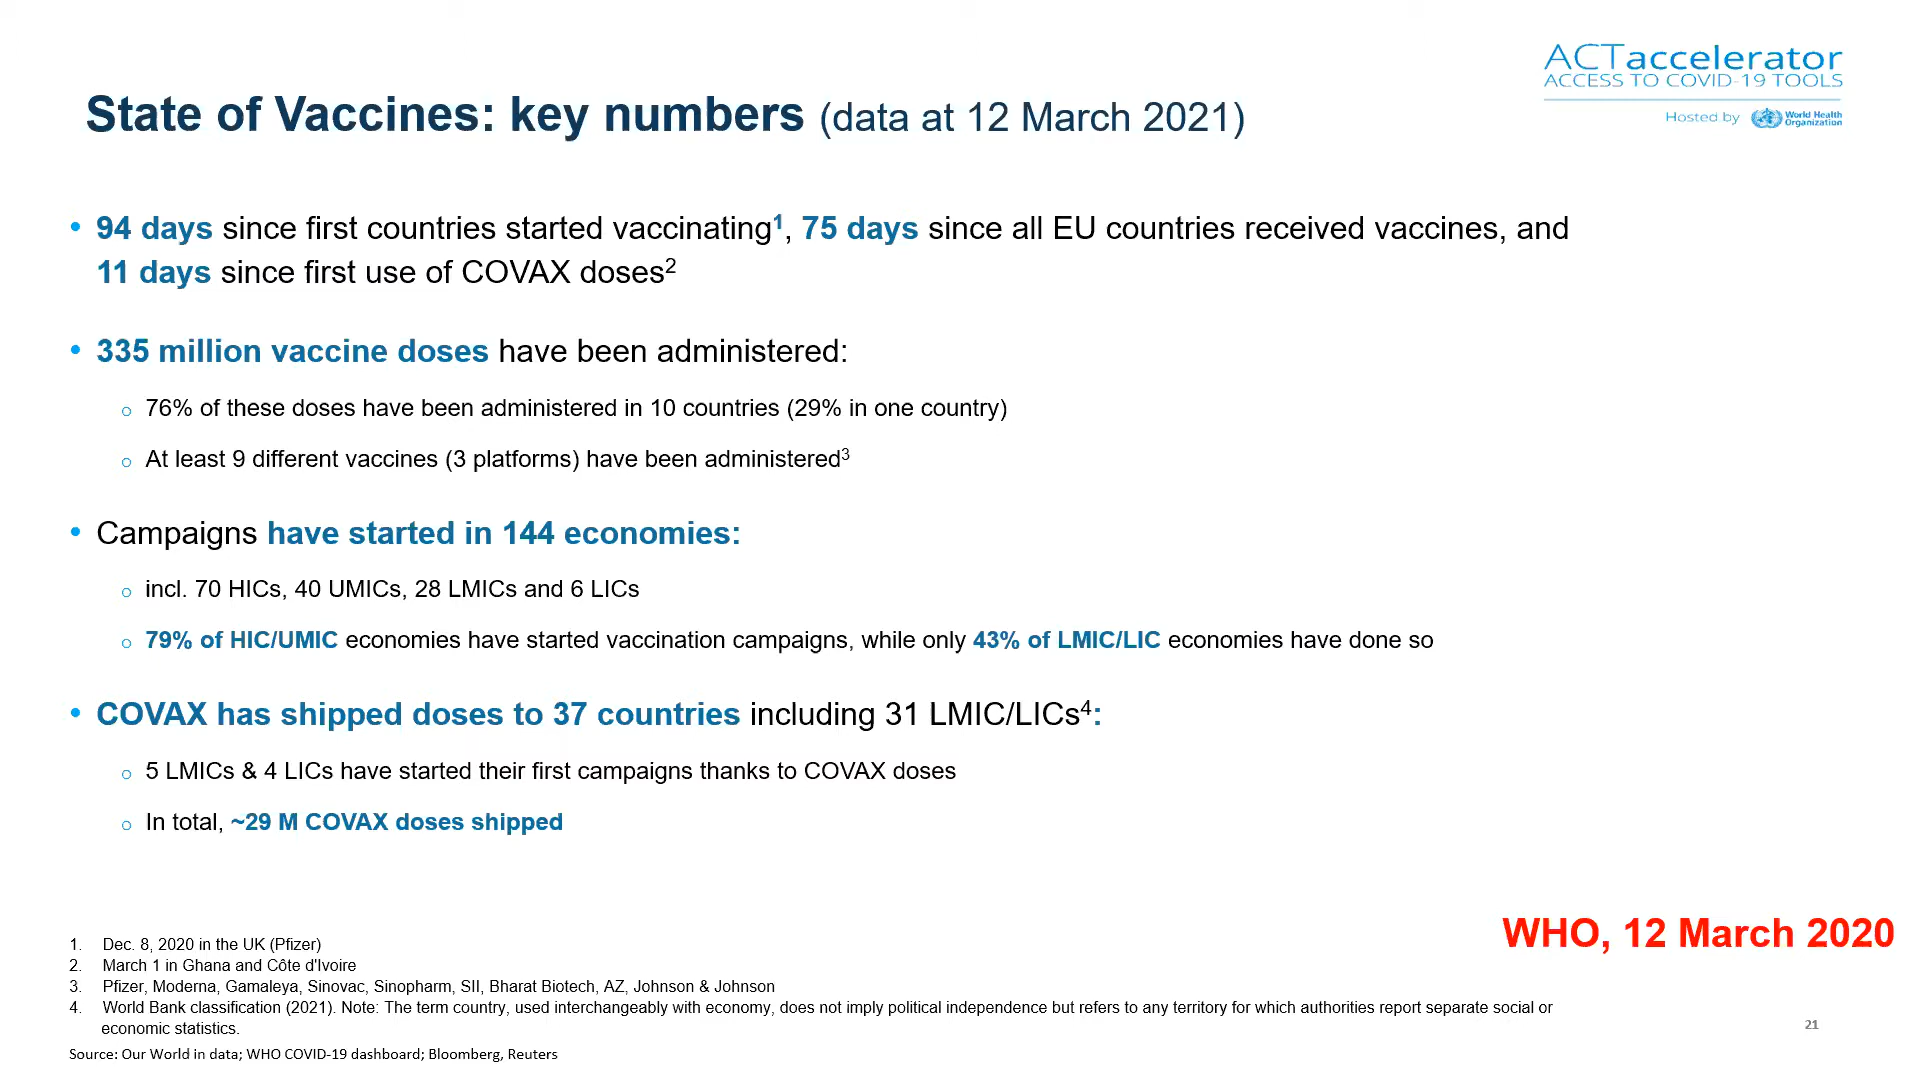 ACTaccelerator
ACCESS TO COVID-19 TOOLS
Hosted by World Health Organization
State of Vaccines: key numbers (data at 12 March 2021)
• 94 days since first countries started vaccinating1, 75 days since all EU countries received vaccines, and
11 days since first use of COVAX doses2
• 335 million vaccine doses have been administered:
o 76% of these doses have been administered in 10 countries (29% in one country)
o At least 9 different vaccines (3 platforms) have been administered3
• Campaigns have started in 144 economies:
o incl. 70 HICs, 40 UMICs, 28 LMICs and 6 LICs
o 79% of HIC/UMIC economies have started vaccination campaigns, while only 43% of LMIC/LIC economies have done so
• COVAX has shipped doses to 37 countries including 31 LMIC/LICs4:
o 5 LMICs & 4 LICs have started their first campaigns thanks to COVAX doses
o In total, ~29 M COVAX doses shipped
WHO, 12 March 2020
1. Dec. 8, 2020 in the UK (Pfizer)
2. March 1 in Ghana and Côte d'Ivoire
3. Pfizer, Moderna, Gamaleya, Sinovac, Sinopharm, SII, Bharat Biotech, AZ, Johnson & Johnson
4. World Bank classification (2021). Note: The term country, used interchangeably with economy, does not imply political independence but refers to any territory for which authorities report separate social or
economic statistics.
Source: Our World in data; WHO COVID-19 dashboard; Bloomberg, Reuters
21